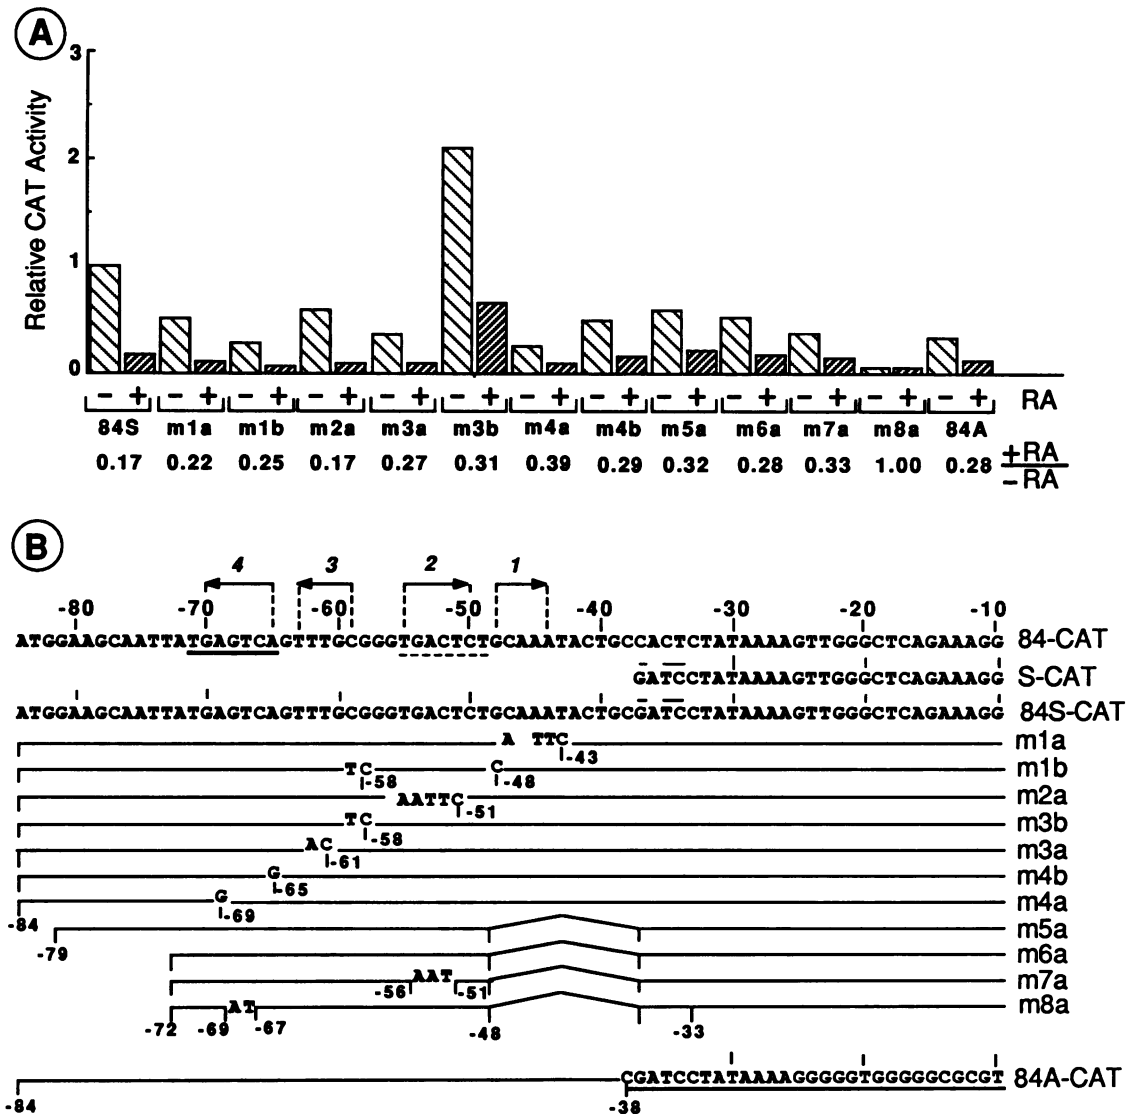 A
3
2
1
0
Relative CAT Activity
− + − + − + − + − + − + − + − + − + − + − + − + − + RA
84S m1a m1b m2a m3a m3b m4a m4b m5a m6a m7a m8a 84A
0.17 0.22 0.25 0.17 0.27 0.31 0.39 0.29 0.32 0.28 0.33 1.00 0.28
+RA
−RA
B
4 3 2 1
-80 -70 -60 -50 -40 -30 -20 -10
ATGGAAGCAATTATGAGTCAGTTTGCGGGTGACTCTGCAAATACTGCCACTCTATAAAAGTTGGGCTCAGAAAGG 84-CAT
GATCCTATAAAAGTTGGGCTCAGAAAGG S-CAT
ATGGAAGCAATTATGAGTCAGTTTGCGGGTGACTCTGCAAATACTGCGATCCTATAAAAGTTGGGCTCAGAAAGG 84S-CAT
A TTC m1a
-43
TC C m1b
-58 -48
AATTC m2a
-51
TC m3b
-58
AC m3a
-61
G m4b
-65
G m4a
-69
-84 m5a
-79 m6a
AAT m7a
-56 -51
AT m8a
-72 -69 -67 -48 -33
CGATCCTATAAAAGGGGGTGGGGGCGCGT 84A-CAT
-84 -38